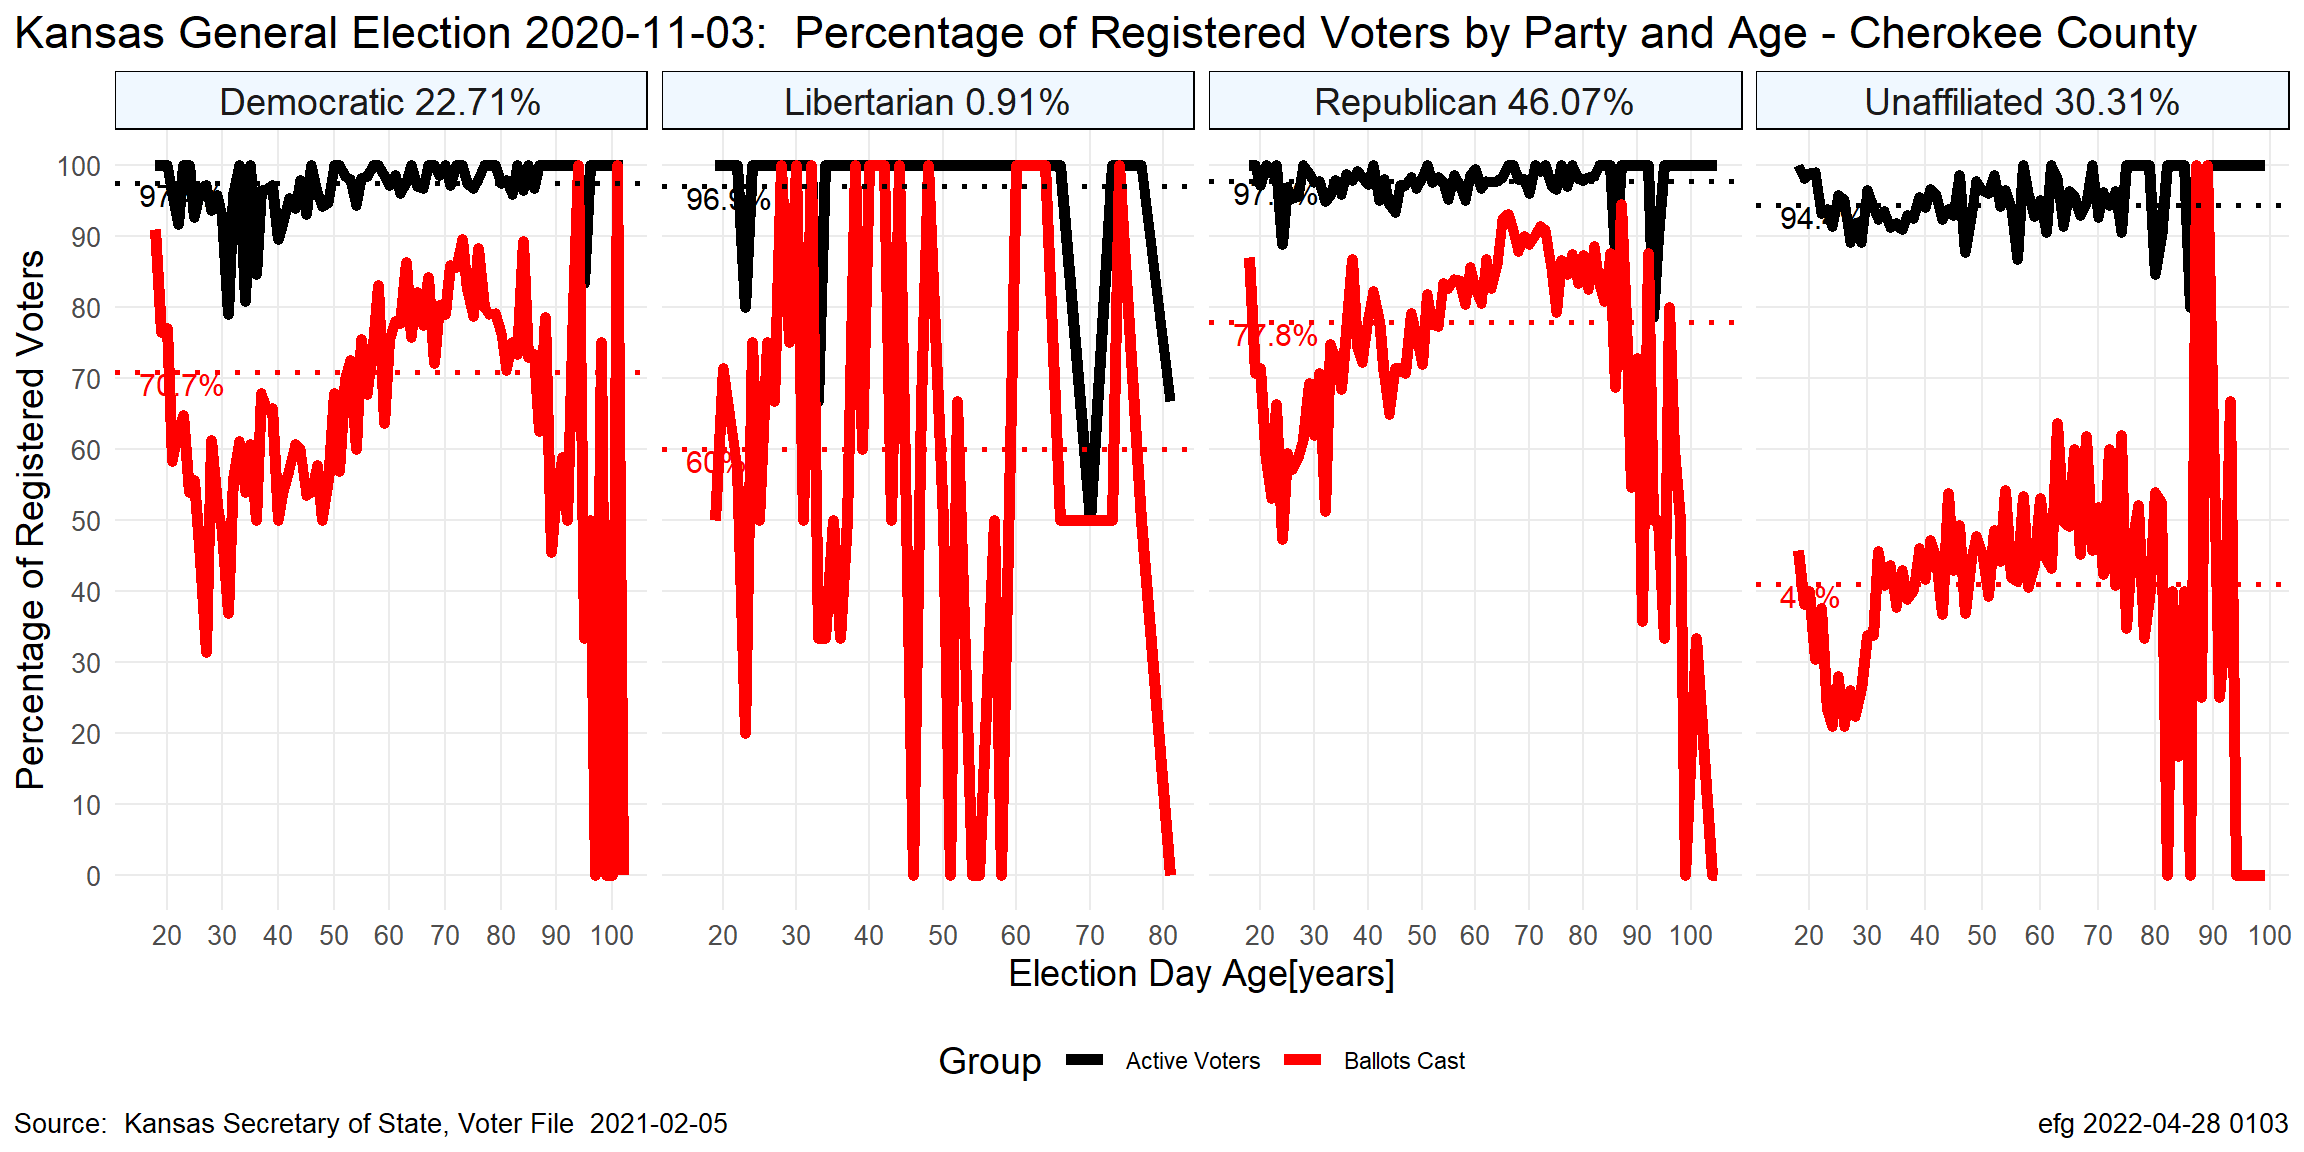 Kansas General Election 2020-11-03:  Percentage of Registered Voters by Party and Age - Cherokee County
Democratic 22.71% Libertarian 0.91% Republican 46.07% Unaffiliated 30.31%
Percentage of Registered Voters
100
90
80
70
60
50
40
30
20
10
0
96.9%
70.7%
60%
77.8%
20 30 40 50 60 70 80 90 100 20 30 40 50 60 70 80 20 30 40 50 60 70 80 90 100 20 30 40 50 60 70 80 90 100
Election Day Age[years]
Group Active Voters Ballots Cast
Source:  Kansas Secretary of State, Voter File  2021-02-05 efg 2022-04-28 0103